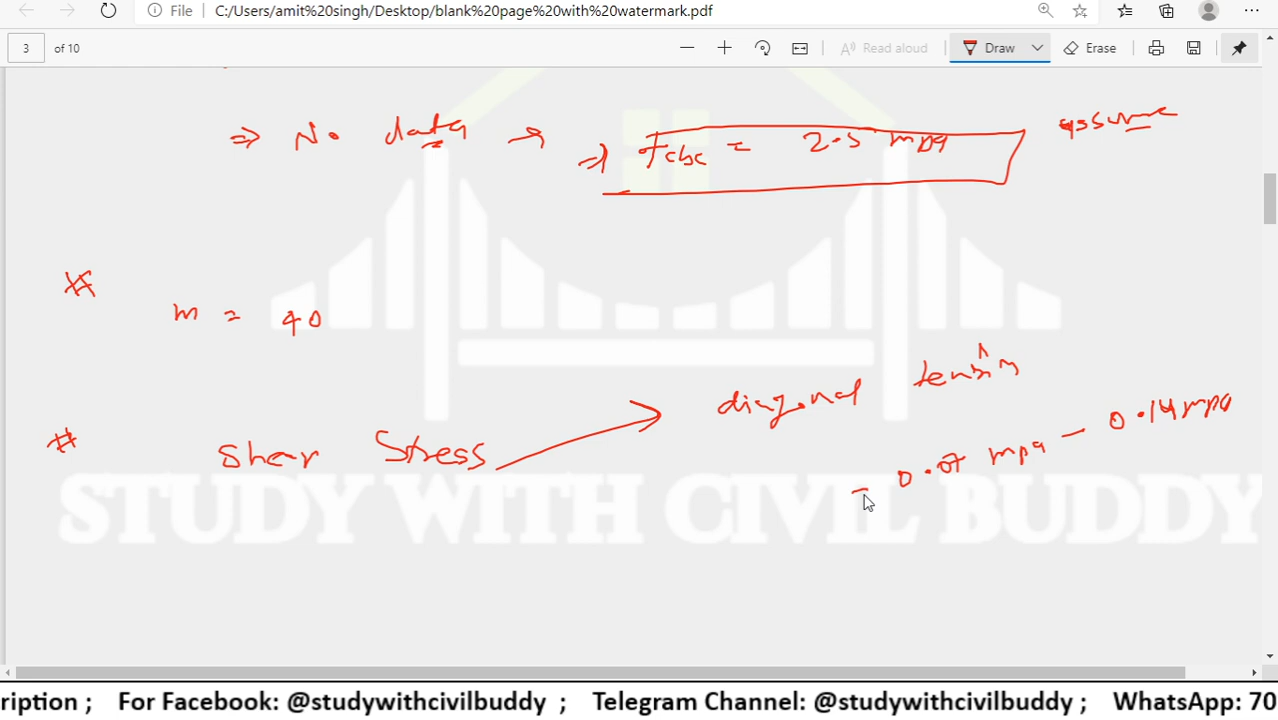 File | C:/Users/amit%20singh/Desktop/blank%20page%20with%20watermark.pdf
3 of 10 Read aloud Draw Erase
⇒ No data → ⇒ fcbc = 2.5 mpa assume
m = 40
# Shear Stress → diagonal tension
= 0.07 mpa – 0.14 mpa
STUDY WITH CIVIL BUDDY
ription ; For Facebook: @studywithcivilbuddy ; Telegram Channel: @studywithcivilbuddy ; WhatsApp: 70